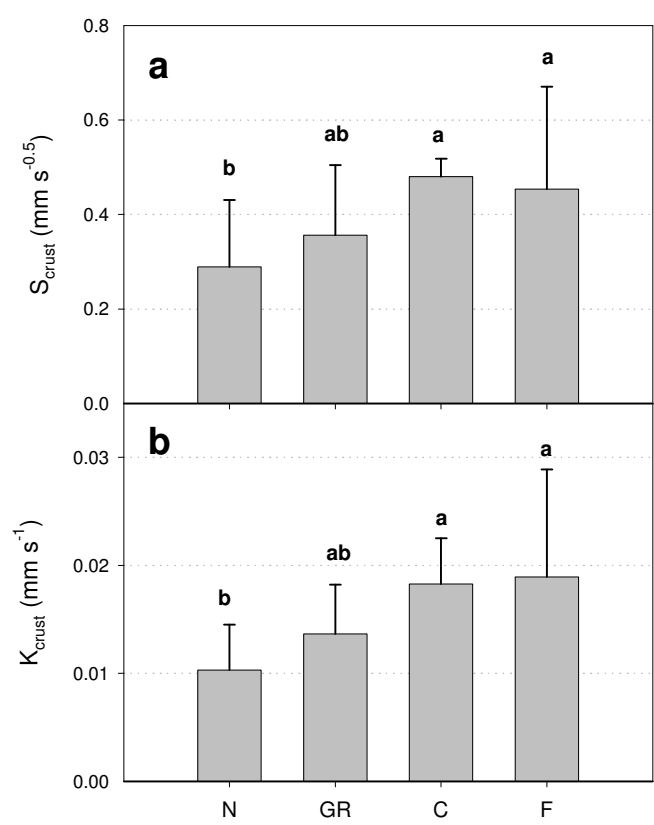 0.8
a
a
ab
a
b
0.6
0.4
0.2
0.0
S_crust (mm s^-0.5)
b
a
a
ab
b
0.03
0.02
0.01
0.00
K_crust (mm s^-1)
N GR C F